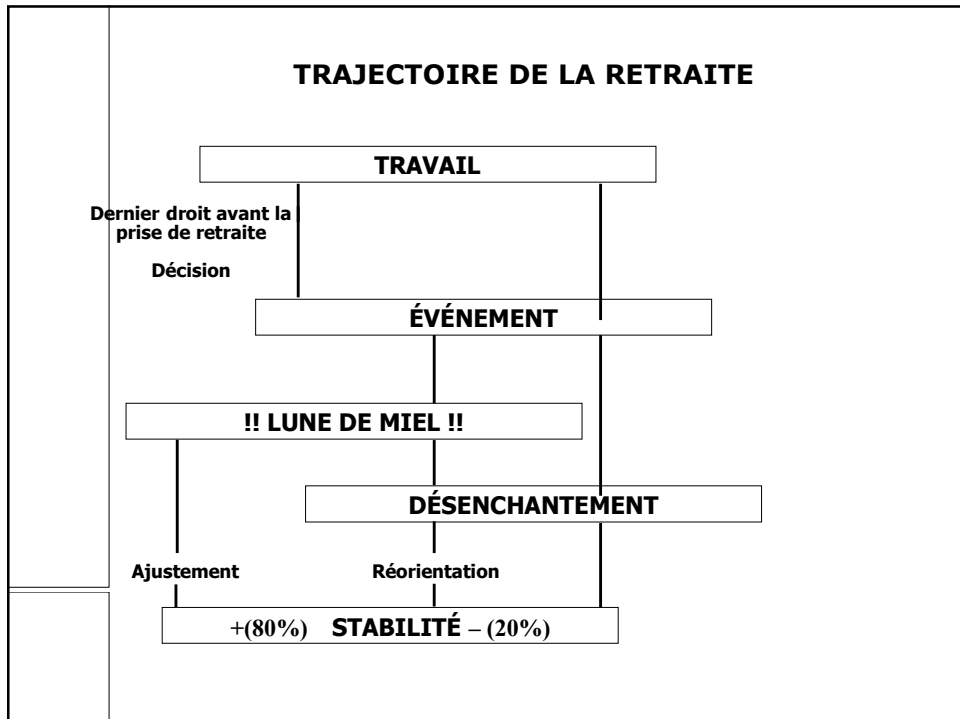 TRAJECTOIRE DE LA RETRAITE
TRAVAIL
Dernier droit avant la
prise de retraite
Décision
ÉVÉNEMENT
!! LUNE DE MIEL !!
DÉSENCHANTEMENT
Ajustement
Réorientation
+(80%) STABILITÉ – (20%)